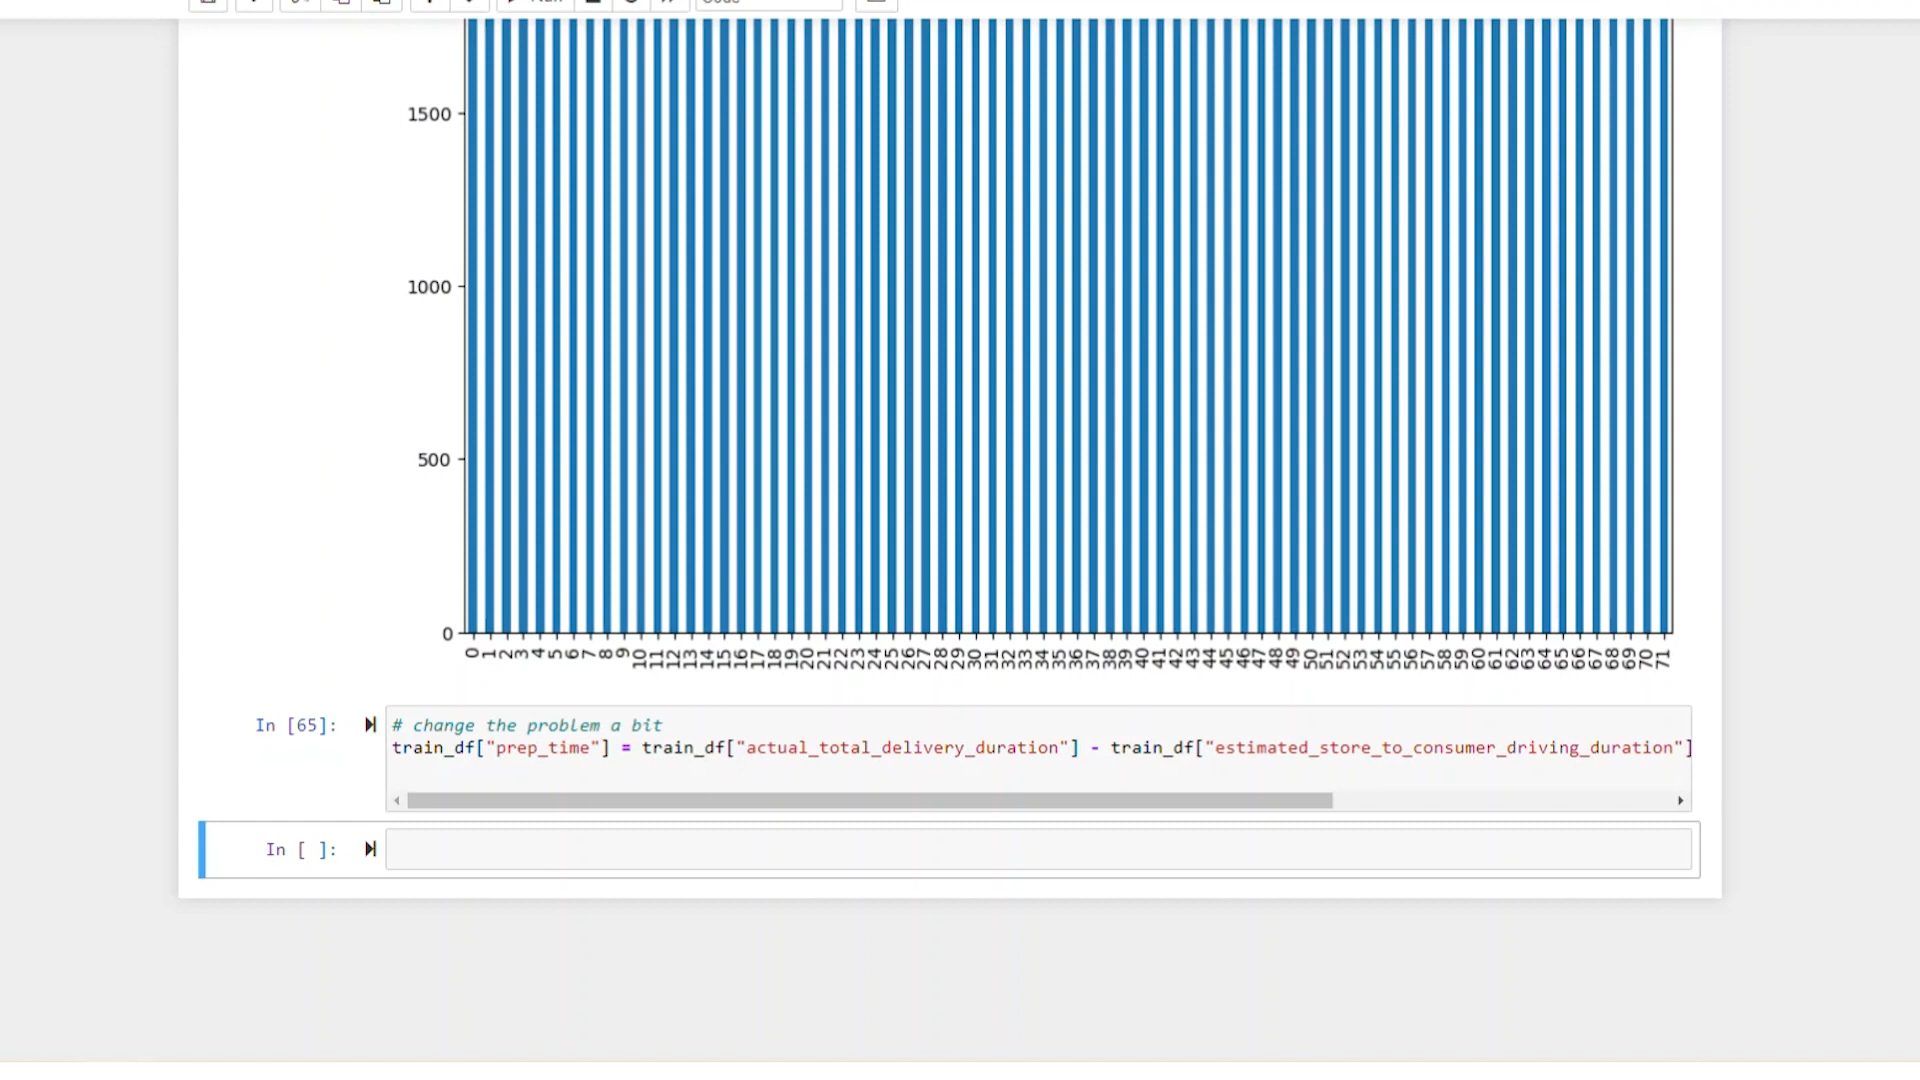 1500
1000
500
0
0 1 2 3 4 5 6 7 8 9 10 11 12 13 14 15 16 17 18 19 20 21 22 23 24 25 26 27 28 29 30 31 32 33 34 35 36 37 38 39 40 41 42 43 44 45 46 47 48 49 50 51 52 53 54 55 56 57 58 59 60 61 62 63 64 65 66 67 68 69 70 71
In [65]:
# change the problem a bit
train_df["prep_time"] = train_df["actual_total_delivery_duration"] - train_df["estimated_store_to_consumer_driving_duration"]
In [ ]: